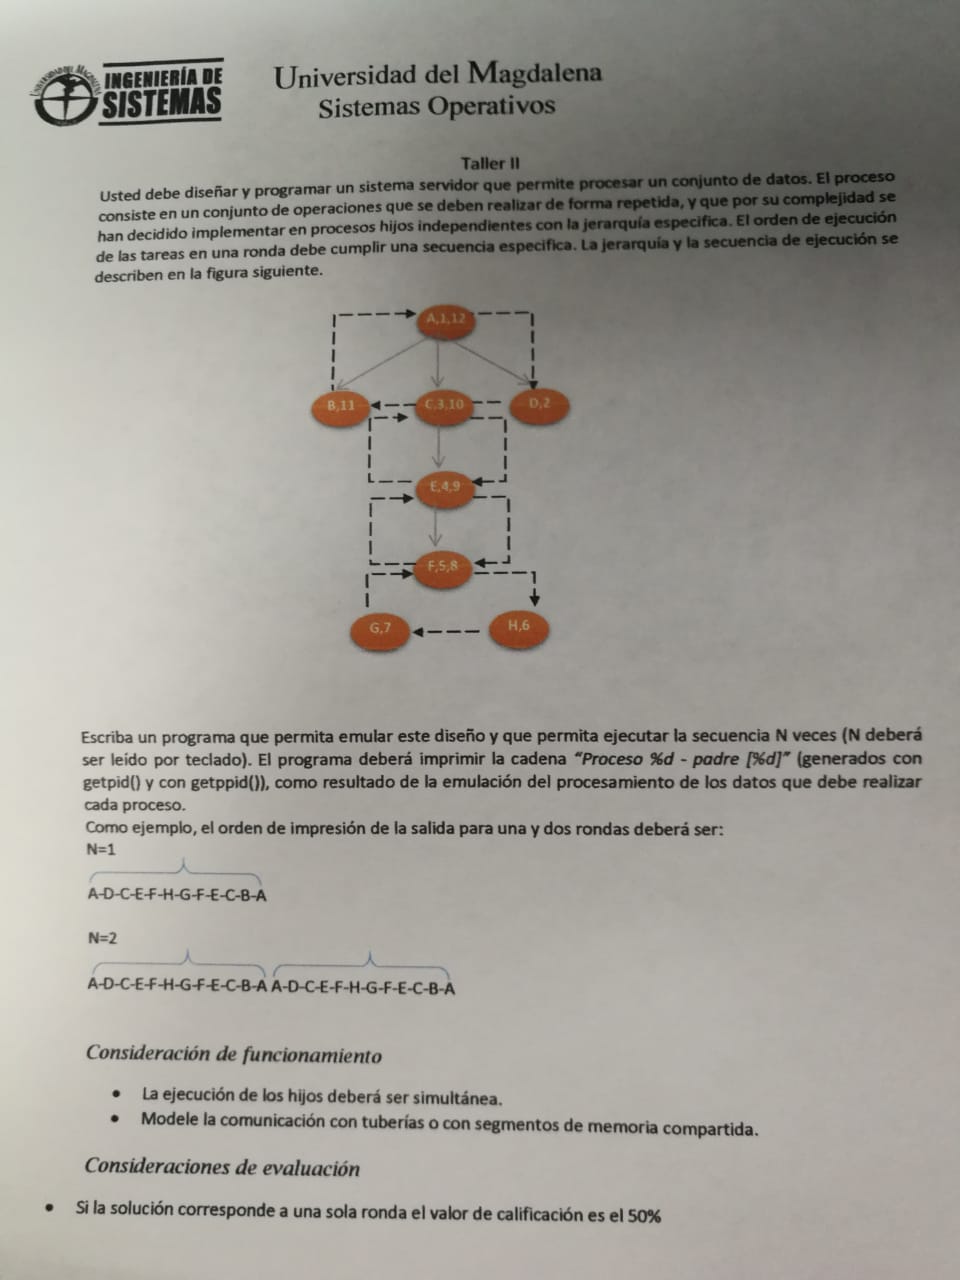 UNIVERSIDAD DEL MAGDALENA
INGENIERÍA DE
SISTEMAS
Universidad del Magdalena
Sistemas Operativos
Taller II
Usted debe diseñar y programar un sistema servidor que permite procesar un conjunto de datos. El proceso
consiste en un conjunto de operaciones que se deben realizar de forma repetida, y que por su complejidad se
han decidido implementar en procesos hijos independientes con la jerarquía especifica. El orden de ejecución
de las tareas en una ronda debe cumplir una secuencia especifica. La jerarquía y la secuencia de ejecución se
describen en la figura siguiente.
A,1,12
B,11
C,3,10
D,2
E,4,9
F,5,8
G,7
H,6
Escriba un programa que permita emular este diseño y que permita ejecutar la secuencia N veces (N deberá
ser leído por teclado). El programa deberá imprimir la cadena “Proceso %d - padre [%d]” (generados con
getpid() y con getppid()), como resultado de la emulación del procesamiento de los datos que debe realizar
cada proceso.
Como ejemplo, el orden de impresión de la salida para una y dos rondas deberá ser:
N=1
A-D-C-E-F-H-G-F-E-C-B-A
N=2
A-D-C-E-F-H-G-F-E-C-B-A A-D-C-E-F-H-G-F-E-C-B-A
Consideración de funcionamiento
• La ejecución de los hijos deberá ser simultánea.
• Modele la comunicación con tuberías o con segmentos de memoria compartida.
Consideraciones de evaluación
• Si la solución corresponde a una sola ronda el valor de calificación es el 50%